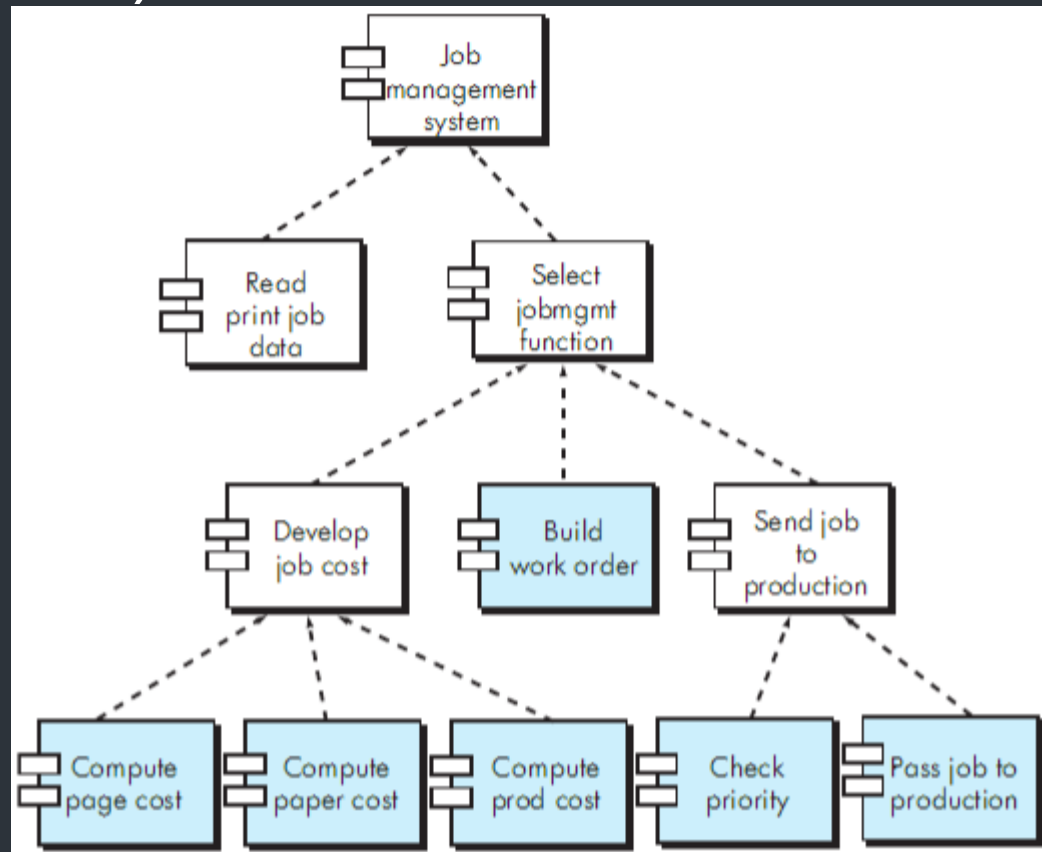 Job
management
system
Read
print job
data
Select
jobmgmt
function
Develop
job cost
Build
work order
Send job
to
production
Compute
page cost
Compute
paper cost
Compute
prod cost
Check
priority
Pass job to
production